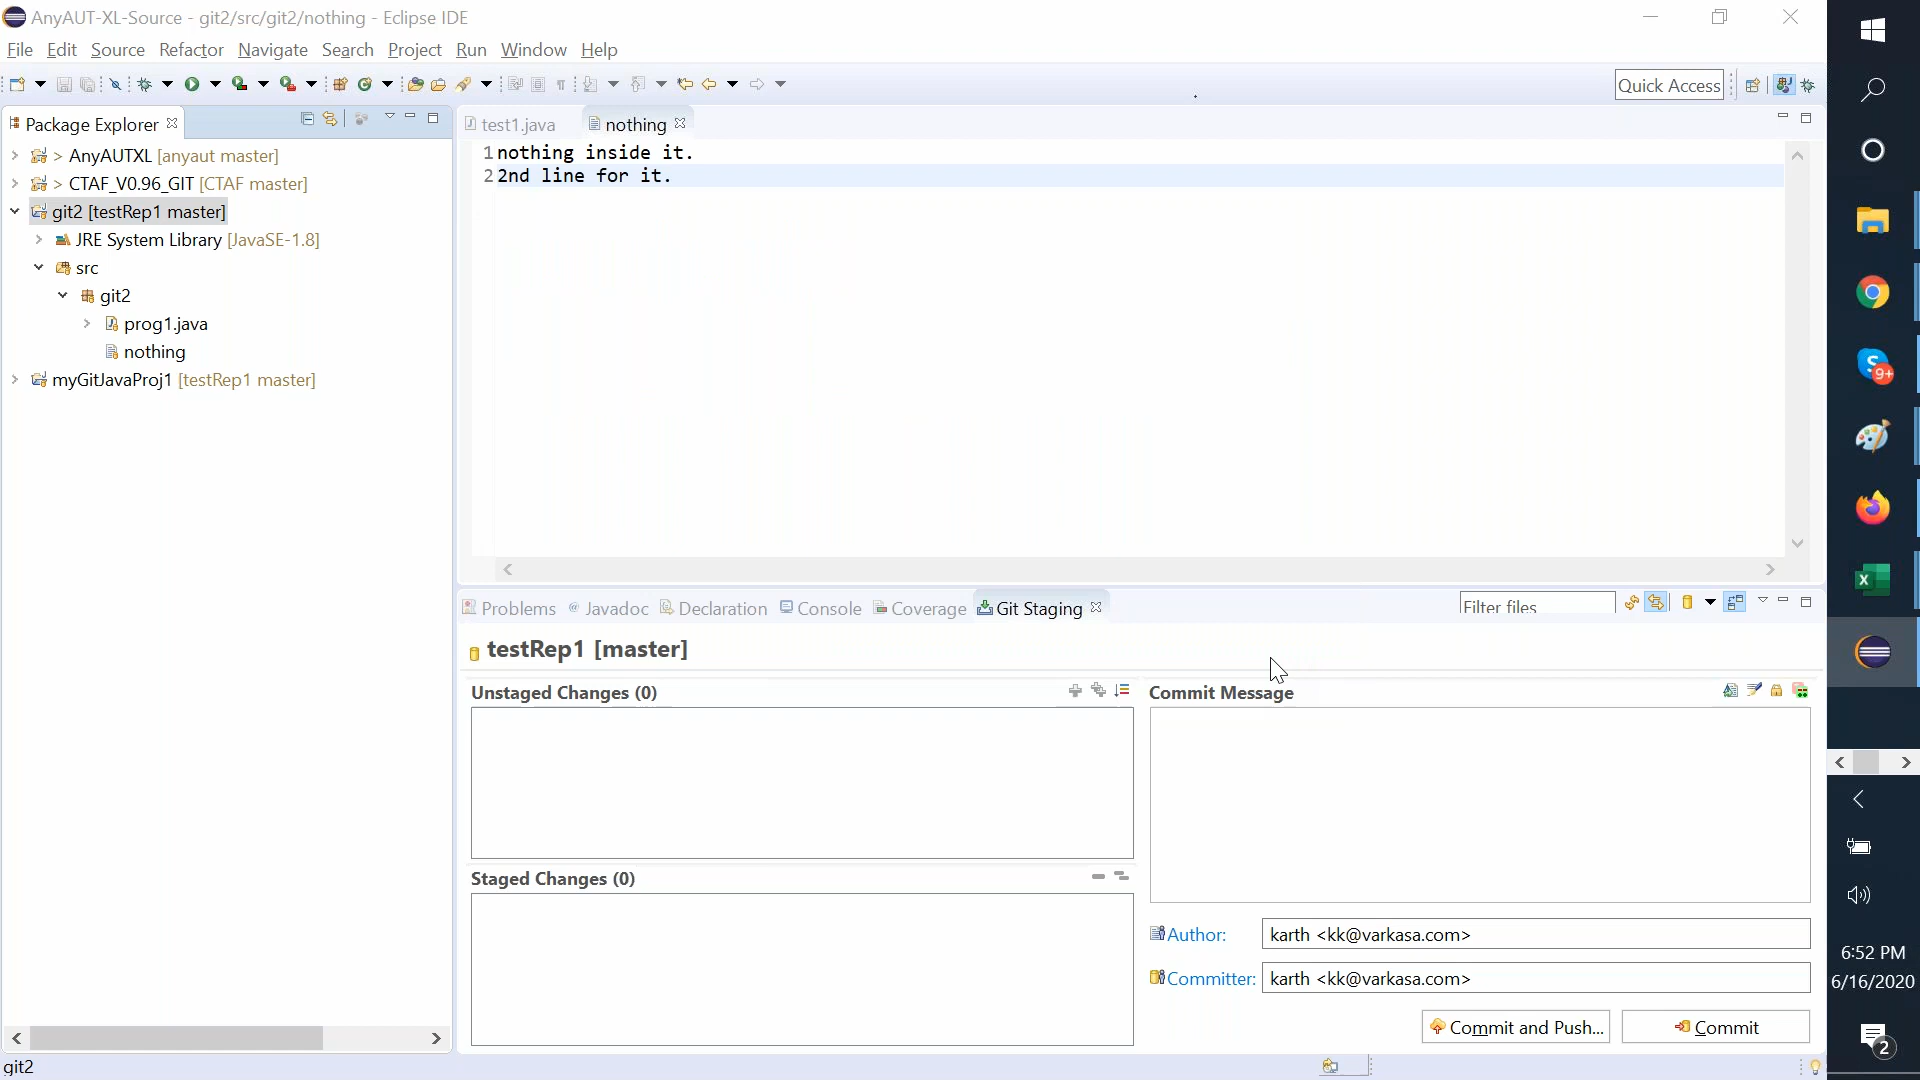 AnyAUT-XL-Source - git2/src/git2/nothing - Eclipse IDE
File Edit Source Refactor Navigate Search Project Run Window Help
Quick Access
Package Explorer
> AnyAUTXL [anyaut master]
> CTAF_V0.96_GIT [CTAF master]
git2 [testRep1 master]
JRE System Library [JavaSE-1.8]
src
git2
prog1.java
nothing
myGitJavaProj1 [testRep1 master]
test1.java nothing
1 nothing inside it.
2 2nd line for it.
Problems @ Javadoc Declaration Console Coverage Git Staging
Filter files
testRep1 [master]
Unstaged Changes (0)
Staged Changes (0)
Commit Message
Author: karth <kk@varkasa.com>
Committer: karth <kk@varkasa.com>
Commit and Push... Commit
git2
9+
6:52 PM
6/16/2020
2